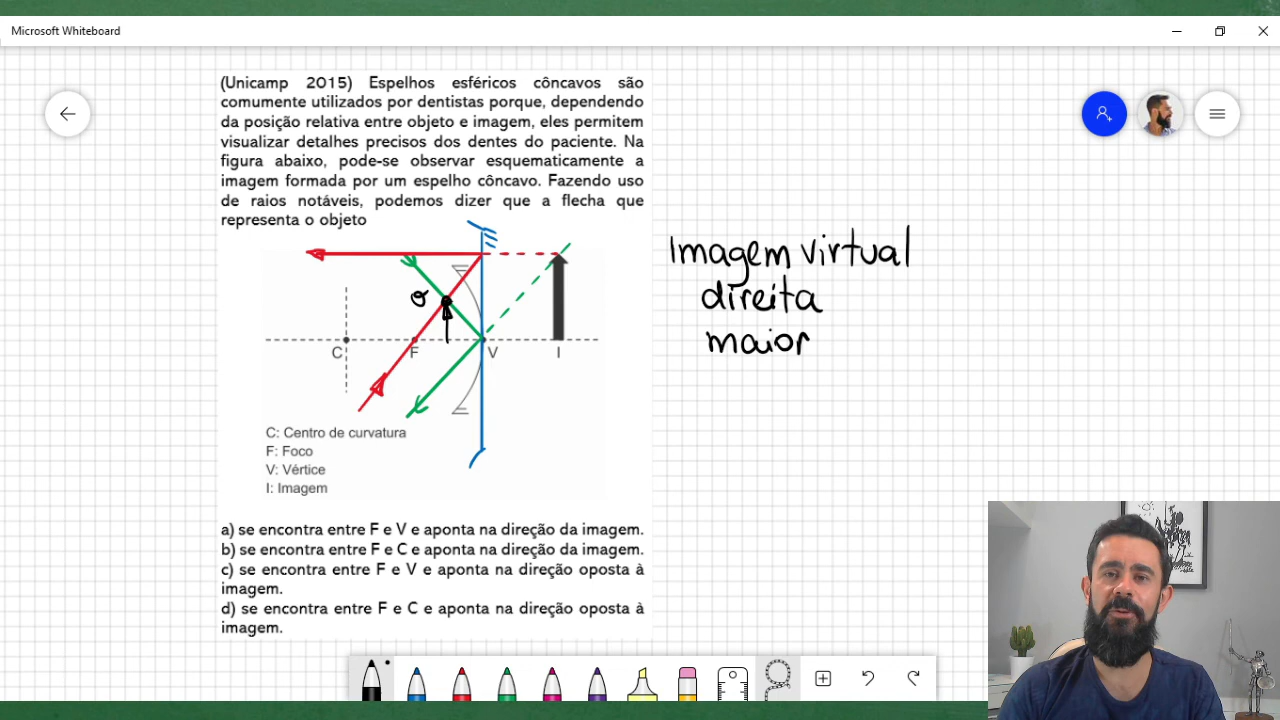 Microsoft Whiteboard
(Unicamp 2015) Espelhos esféricos côncavos são
comumente utilizados por dentistas porque, dependendo
da posição relativa entre objeto e imagem, eles permitem
visualizar detalhes precisos dos dentes do paciente. Na
figura abaixo, pode-se observar esquematicamente a
imagem formada por um espelho côncavo. Fazendo uso
de raios notáveis, podemos dizer que a flecha que
representa o objeto
Imagem virtual
direita
maior
o
C F V I
C: Centro de curvatura
F: Foco
V: Vértice
I: Imagem
a) se encontra entre F e V e aponta na direção da imagem.
b) se encontra entre F e C e aponta na direção da imagem.
c) se encontra entre F e V e aponta na direção oposta à
imagem.
d) se encontra entre F e C e aponta na direção oposta à
imagem.